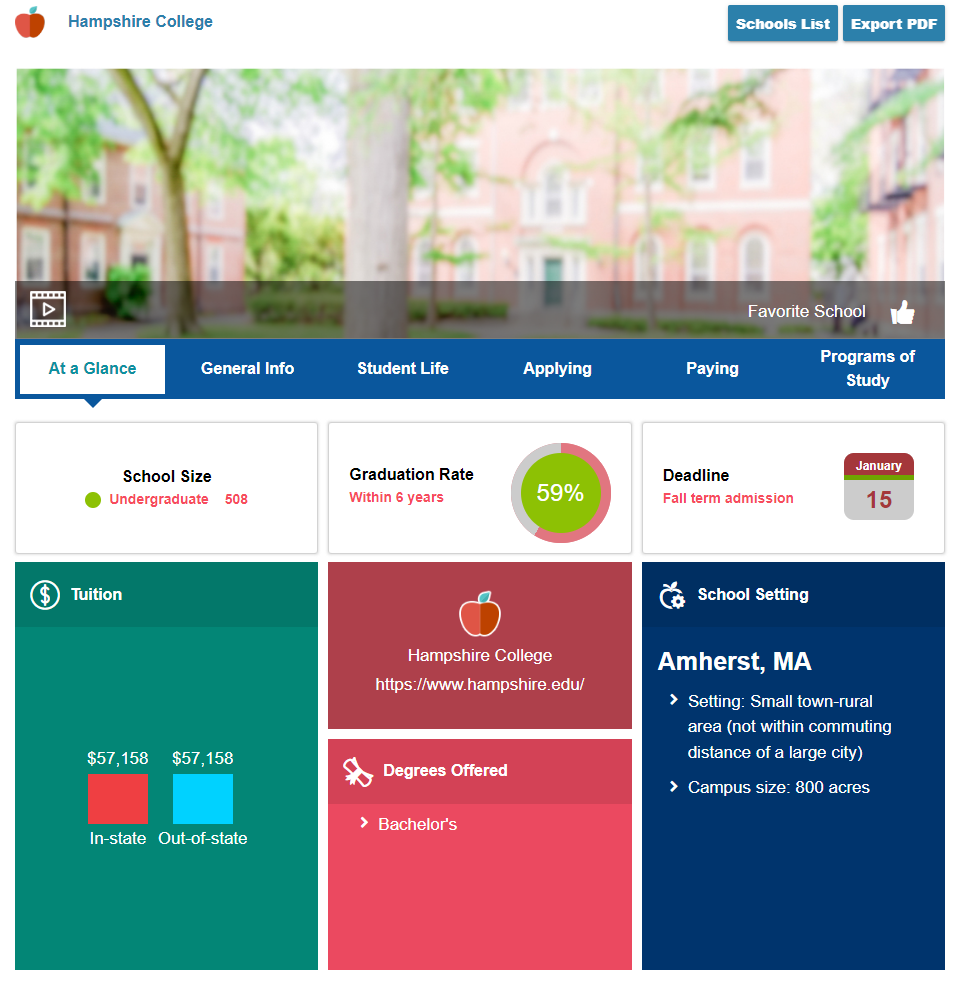 Hampshire College
Schools List
Export PDF
Favorite School
At a Glance
General Info
Student Life
Applying
Paying
Programs of
Study
School Size
Undergraduate 508
Graduation Rate
Within 6 years
59%
Deadline
Fall term admission
January
15
Tuition
$57,158 $57,158
In-state Out-of-state
Hampshire College
https://www.hampshire.edu/
Degrees Offered
Bachelor's
School Setting
Amherst, MA
Setting: Small town-rural
area (not within commuting
distance of a large city)
Campus size: 800 acres